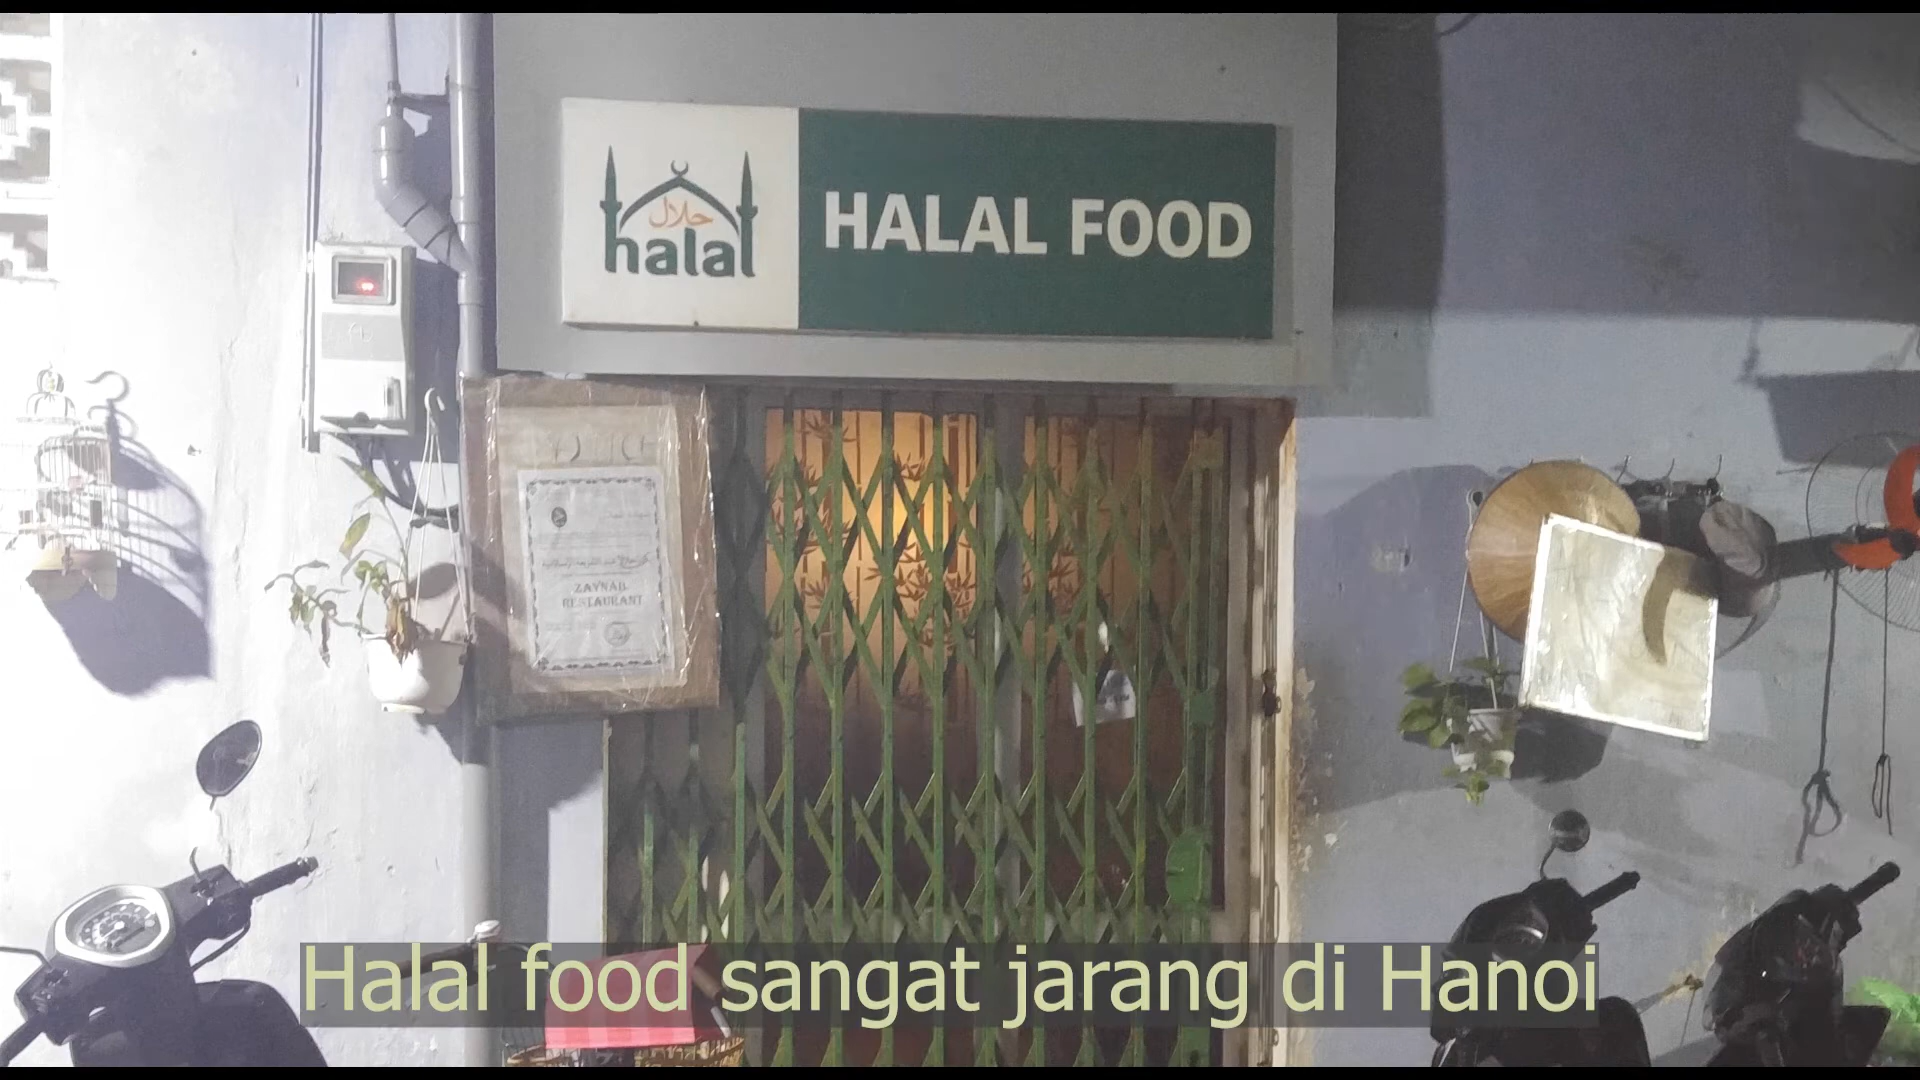 حلال
halal
HALAL FOOD
ZAYNAB
RESTAURANT
Halal food sangat jarang di Hanoi